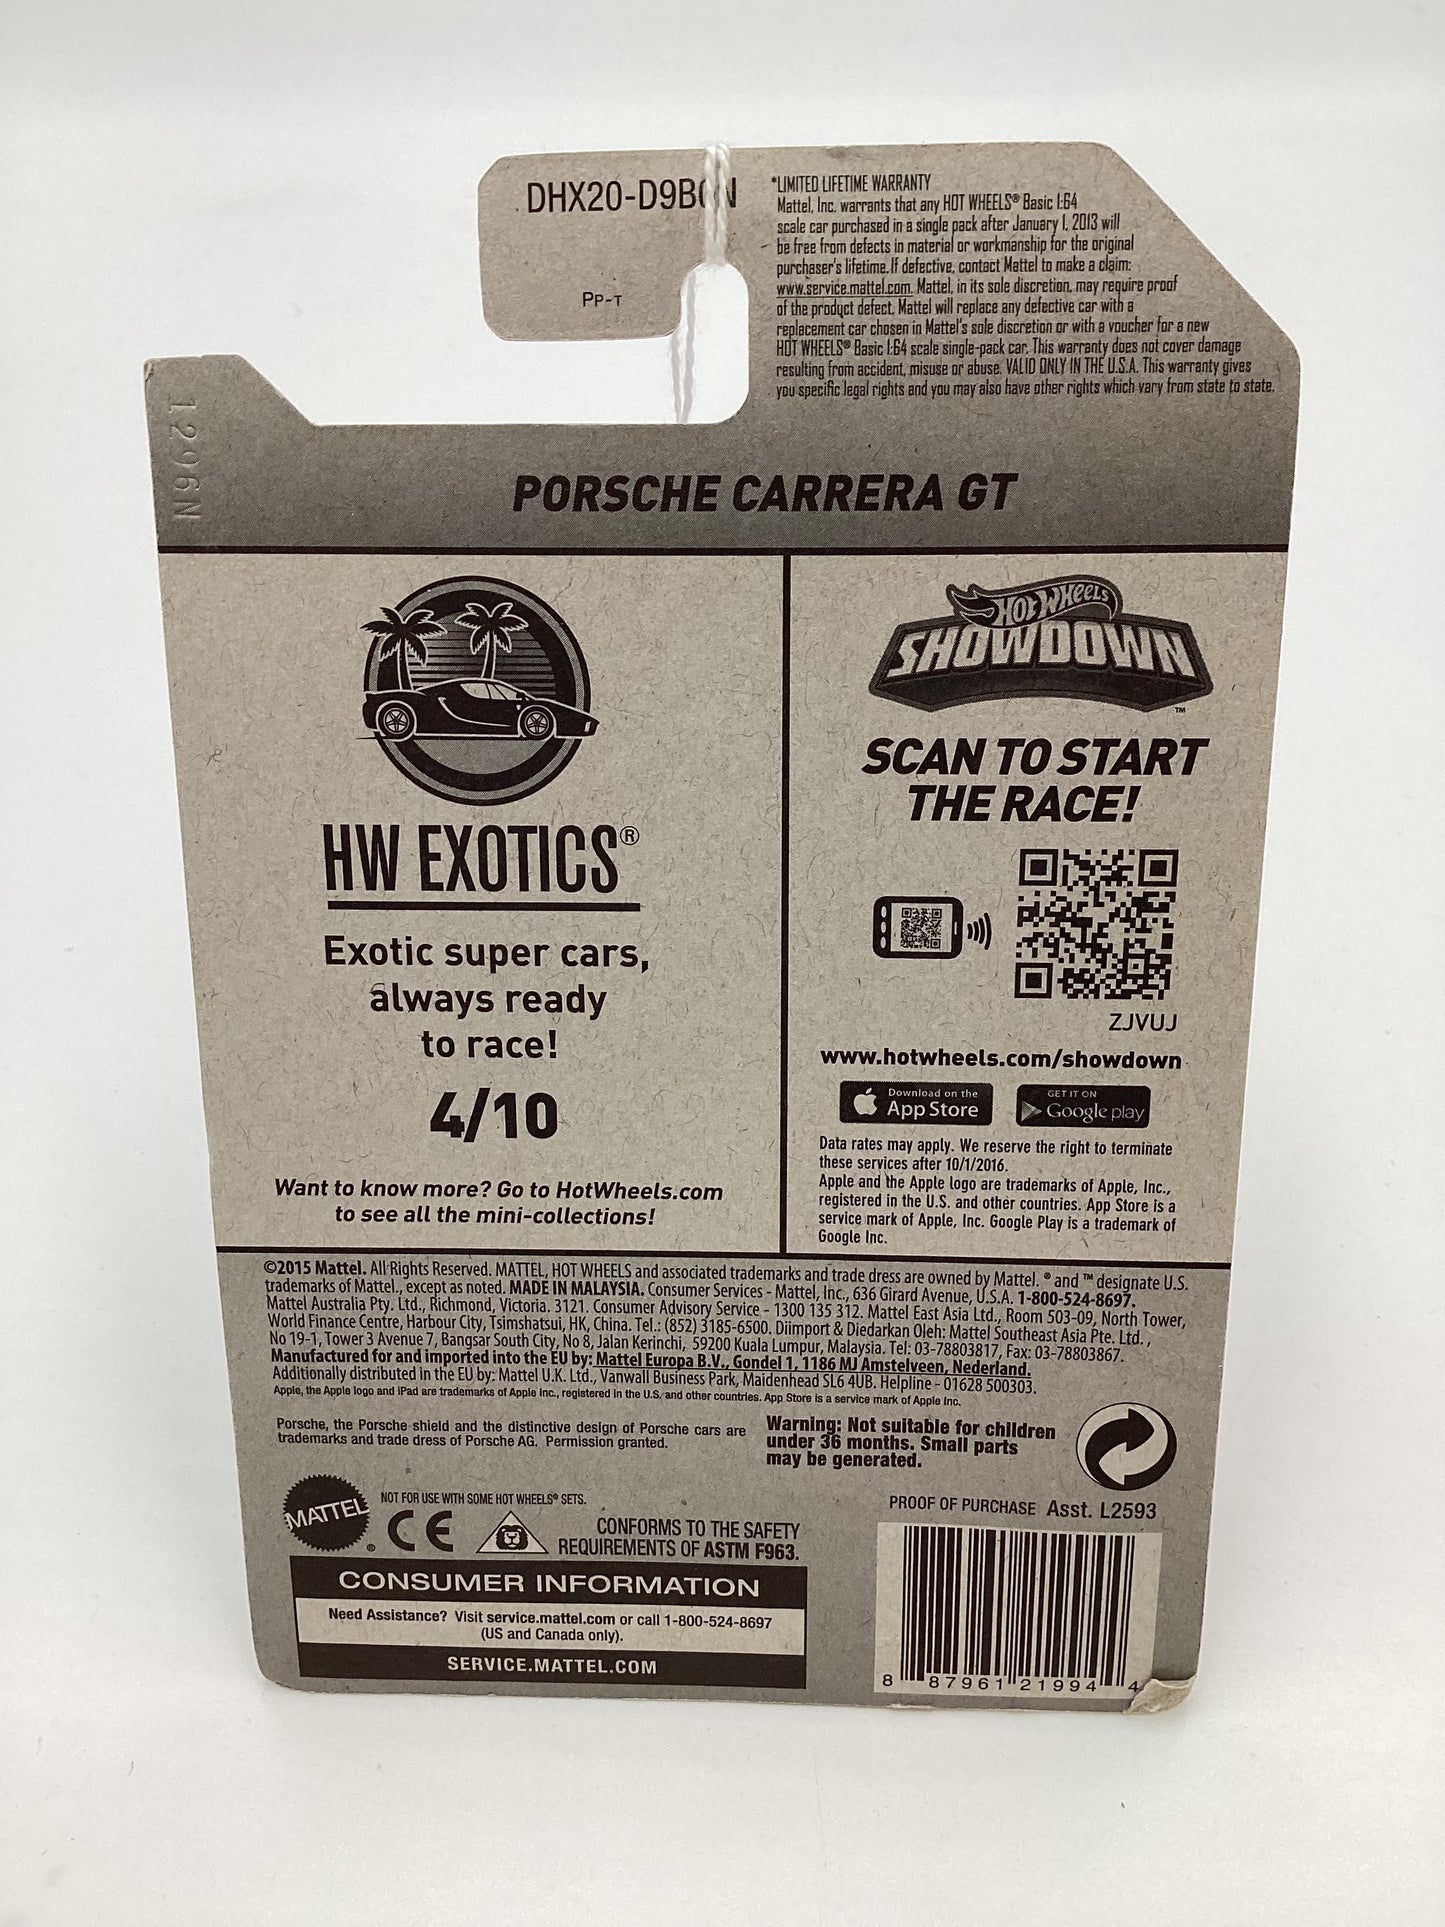 DHX20-D9B0N
Pp-T
*LIMITED LIFETIME WARRANTY
Mattel, Inc. warrants that any HOT WHEELS® Basic 1:64
scale car purchased in a single pack after January 1, 2013 will
be free from defects in material or workmanship for the original
purchaser's lifetime. If defective, contact Mattel to make a claim:
www.service.mattel.com. Mattel, in its sole discretion, may require proof
of the product defect. Mattel will replace any defective car with a
replacement car chosen in Mattel's sole discretion or with a voucher for a new
HOT WHEELS® Basic 1:64 scale single-pack car. This warranty does not cover damage
resulting from accident, misuse or abuse. VALID ONLY IN THE U.S.A. This warranty gives
you specific legal rights and you may also have other rights which vary from state to state.
1296N
PORSCHE CARRERA GT
HW EXOTICS®
Exotic super cars,
always ready
to race!
4/10
Want to know more? Go to HotWheels.com
to see all the mini-collections!
HOT WHEELS
SHOWDOWN™
SCAN TO START
THE RACE!
ZJVUJ
www.hotwheels.com/showdown
Download on the
App Store
GET IT ON
Google play
Data rates may apply. We reserve the right to terminate
these services after 10/1/2016.
Apple and the Apple logo are trademarks of Apple, Inc.,
registered in the U.S. and other countries. App Store is a
service mark of Apple, Inc. Google Play is a trademark of
Google Inc.
©2015 Mattel. All Rights Reserved. MATTEL, HOT WHEELS and associated trademarks and trade dress are owned by Mattel. ® and ™ designate U.S.
trademarks of Mattel, except as noted. MADE IN MALAYSIA. Consumer Services - Mattel, Inc., 636 Girard Avenue, U.S.A. 1-800-524-8697.
Mattel Australia Pty. Ltd., Richmond, Victoria. 3121. Consumer Advisory Service - 1300 135 312. Mattel East Asia Ltd., Room 503-09, North Tower,
World Finance Centre, Harbour City, Tsimshatsui, HK, China. Tel.: (852) 3185-6500. Diimport & Diedarkan Oleh: Mattel Southeast Asia Pte. Ltd.,
No 19-1, Tower 3 Avenue 7, Bangsar South City, No 8, Jalan Kerinchi, 59200 Kuala Lumpur, Malaysia. Tel: 03-78803817, Fax: 03-78803867.
Manufactured for and imported into the EU by: Mattel Europa B.V., Gondel 1, 1186 MJ Amstelveen, Nederland.
Additionally distributed in the EU by: Mattel U.K. Ltd., Vanwall Business Park, Maidenhead SL6 4UB. Helpline - 01628 500303.
Apple, the Apple logo and iPad are trademarks of Apple Inc., registered in the U.S. and other countries. App Store is a service mark of Apple Inc.
Porsche, the Porsche shield and the distinctive design of Porsche cars are
trademarks and trade dress of Porsche AG. Permission granted.
Warning: Not suitable for children
under 36 months. Small parts
may be generated.
MATTEL®
NOT FOR USE WITH SOME HOT WHEELS® SETS.
CE
CONFORMS TO THE SAFETY
REQUIREMENTS OF ASTM F963.
PROOF OF PURCHASE Asst. L2593
CONSUMER INFORMATION
Need Assistance? Visit service.mattel.com or call 1-800-524-8697
(US and Canada only).
SERVICE.MATTEL.COM
8 87961 21994 4